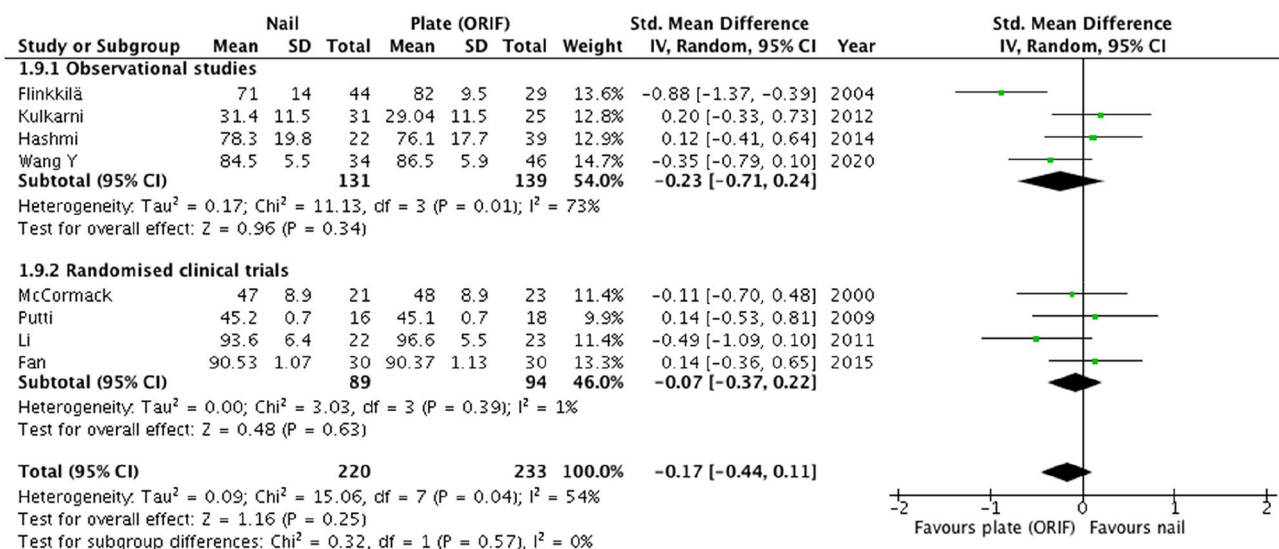 Nail Plate (ORIF) Std. Mean Difference Std. Mean Difference
Study or Subgroup Mean SD Total Mean SD Total Weight IV, Random, 95% CI Year IV, Random, 95% CI
1.9.1 Observational studies
Flinkkilä 71 14 44 82 9.5 29 13.6% -0.88 [-1.37, -0.39] 2004
Kulkarni 31.4 11.5 31 29.04 11.5 25 12.8% 0.20 [-0.33, 0.73] 2012
Hashmi 78.3 19.8 22 76.1 17.7 39 12.9% 0.12 [-0.41, 0.64] 2014
Wang Y 84.5 5.5 34 86.5 5.9 46 14.7% -0.35 [-0.79, 0.10] 2020
Subtotal (95% CI) 131 139 54.0% -0.23 [-0.71, 0.24]
Heterogeneity: Tau² = 0.17; Chi² = 11.13, df = 3 (P = 0.01); I² = 73%
Test for overall effect: Z = 0.96 (P = 0.34)
1.9.2 Randomised clinical trials
McCormack 47 8.9 21 48 8.9 23 11.4% -0.11 [-0.70, 0.48] 2000
Putti 45.2 0.7 16 45.1 0.7 18 9.9% 0.14 [-0.53, 0.81] 2009
Li 93.6 6.4 22 96.6 5.5 23 11.4% -0.49 [-1.09, 0.10] 2011
Fan 90.53 1.07 30 90.37 1.13 30 13.3% 0.14 [-0.36, 0.65] 2015
Subtotal (95% CI) 89 94 46.0% -0.07 [-0.37, 0.22]
Heterogeneity: Tau² = 0.00; Chi² = 3.03, df = 3 (P = 0.39); I² = 1%
Test for overall effect: Z = 0.48 (P = 0.63)
Total (95% CI) 220 233 100.0% -0.17 [-0.44, 0.11]
Heterogeneity: Tau² = 0.09; Chi² = 15.06, df = 7 (P = 0.04); I² = 54%
Test for overall effect: Z = 1.16 (P = 0.25)
Test for subgroup differences: Chi² = 0.32, df = 1 (P = 0.57), I² = 0%
-2 -1 0 1 2
Favours plate (ORIF) Favours nail